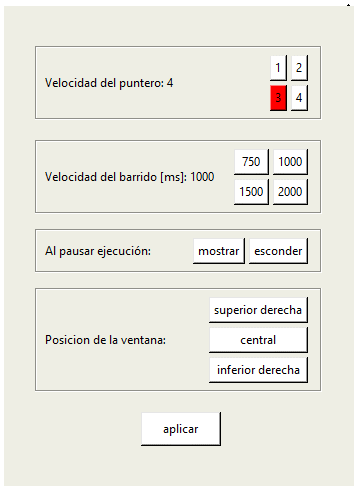 Velocidad del puntero: 4
1 2
3 4
Velocidad del barrido [ms]: 1000
750 1000
1500 2000
Al pausar ejecución: mostrar esconder
superior derecha
Posicion de la ventana: central
inferior derecha
aplicar